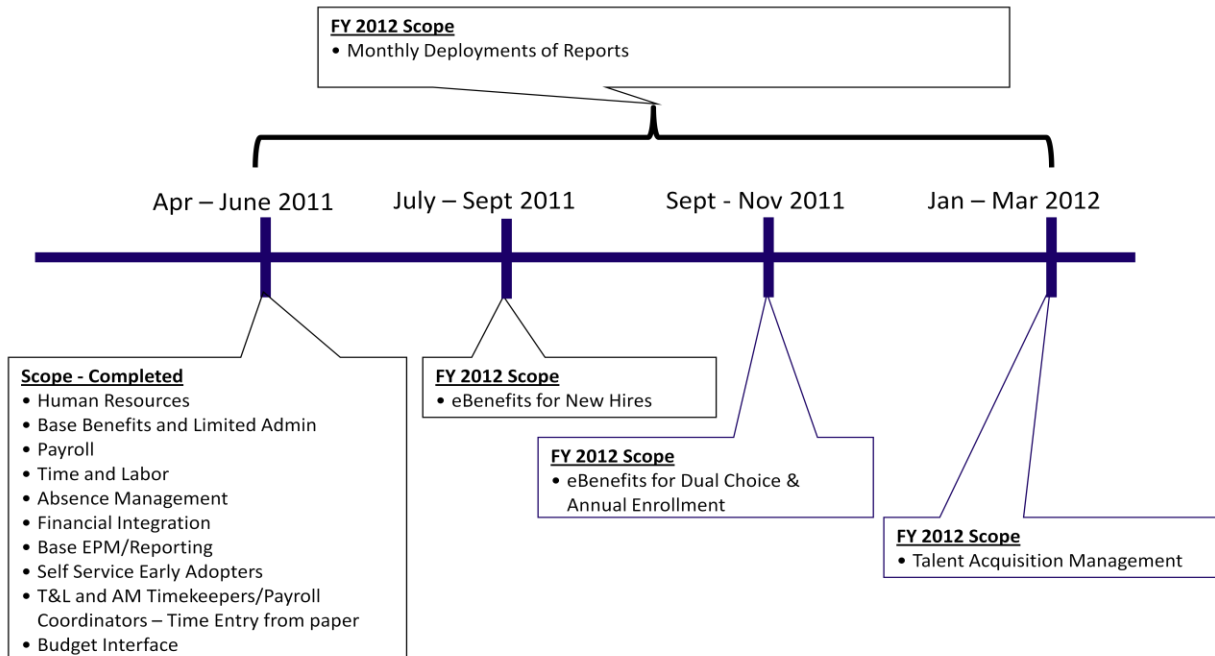 FY 2012 Scope
• Monthly Deployments of Reports
Apr – June 2011
July – Sept 2011
Sept - Nov 2011
Jan – Mar 2012
Scope - Completed
• Human Resources
• Base Benefits and Limited Admin
• Payroll
• Time and Labor
• Absence Management
• Financial Integration
• Base EPM/Reporting
• Self Service Early Adopters
• T&L and AM Timekeepers/Payroll
Coordinators – Time Entry from paper
• Budget Interface
FY 2012 Scope
• eBenefits for New Hires
FY 2012 Scope
• eBenefits for Dual Choice &
Annual Enrollment
FY 2012 Scope
• Talent Acquisition Management